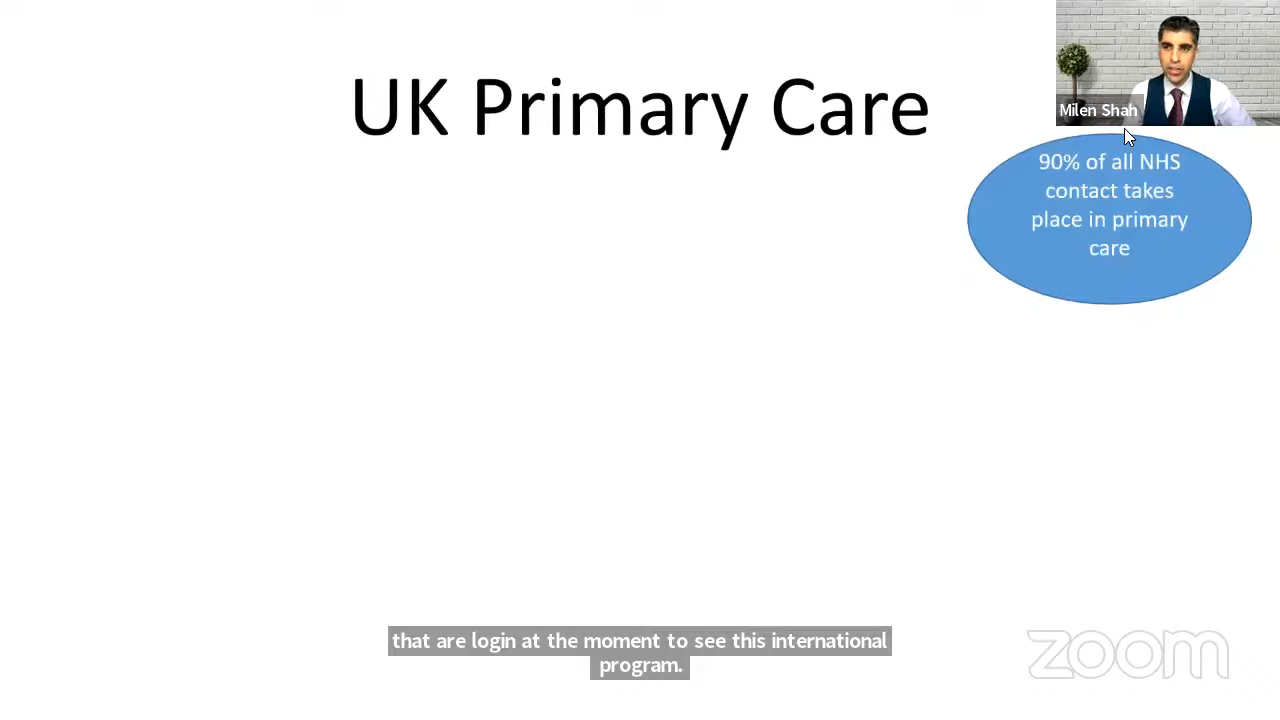 UK Primary Care
Milen Shah
90% of all NHS
contact takes
place in primary
care
that are login at the moment to see this international
program.
zoom